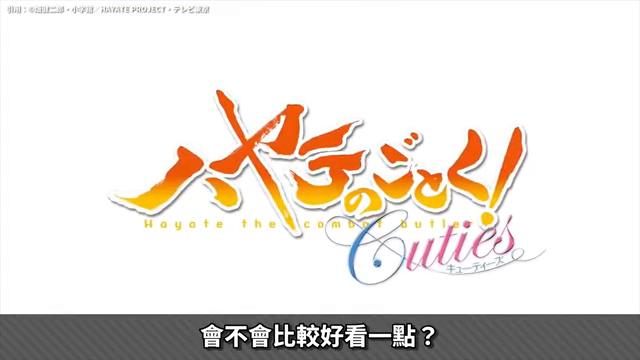 引用：©畑健二郎・小学館／HAYATE PROJECT・テレビ東京
ハヤテのごとく！
Hayate the combat butler
Cuties
キューティーズ
會不會比較好看一點？